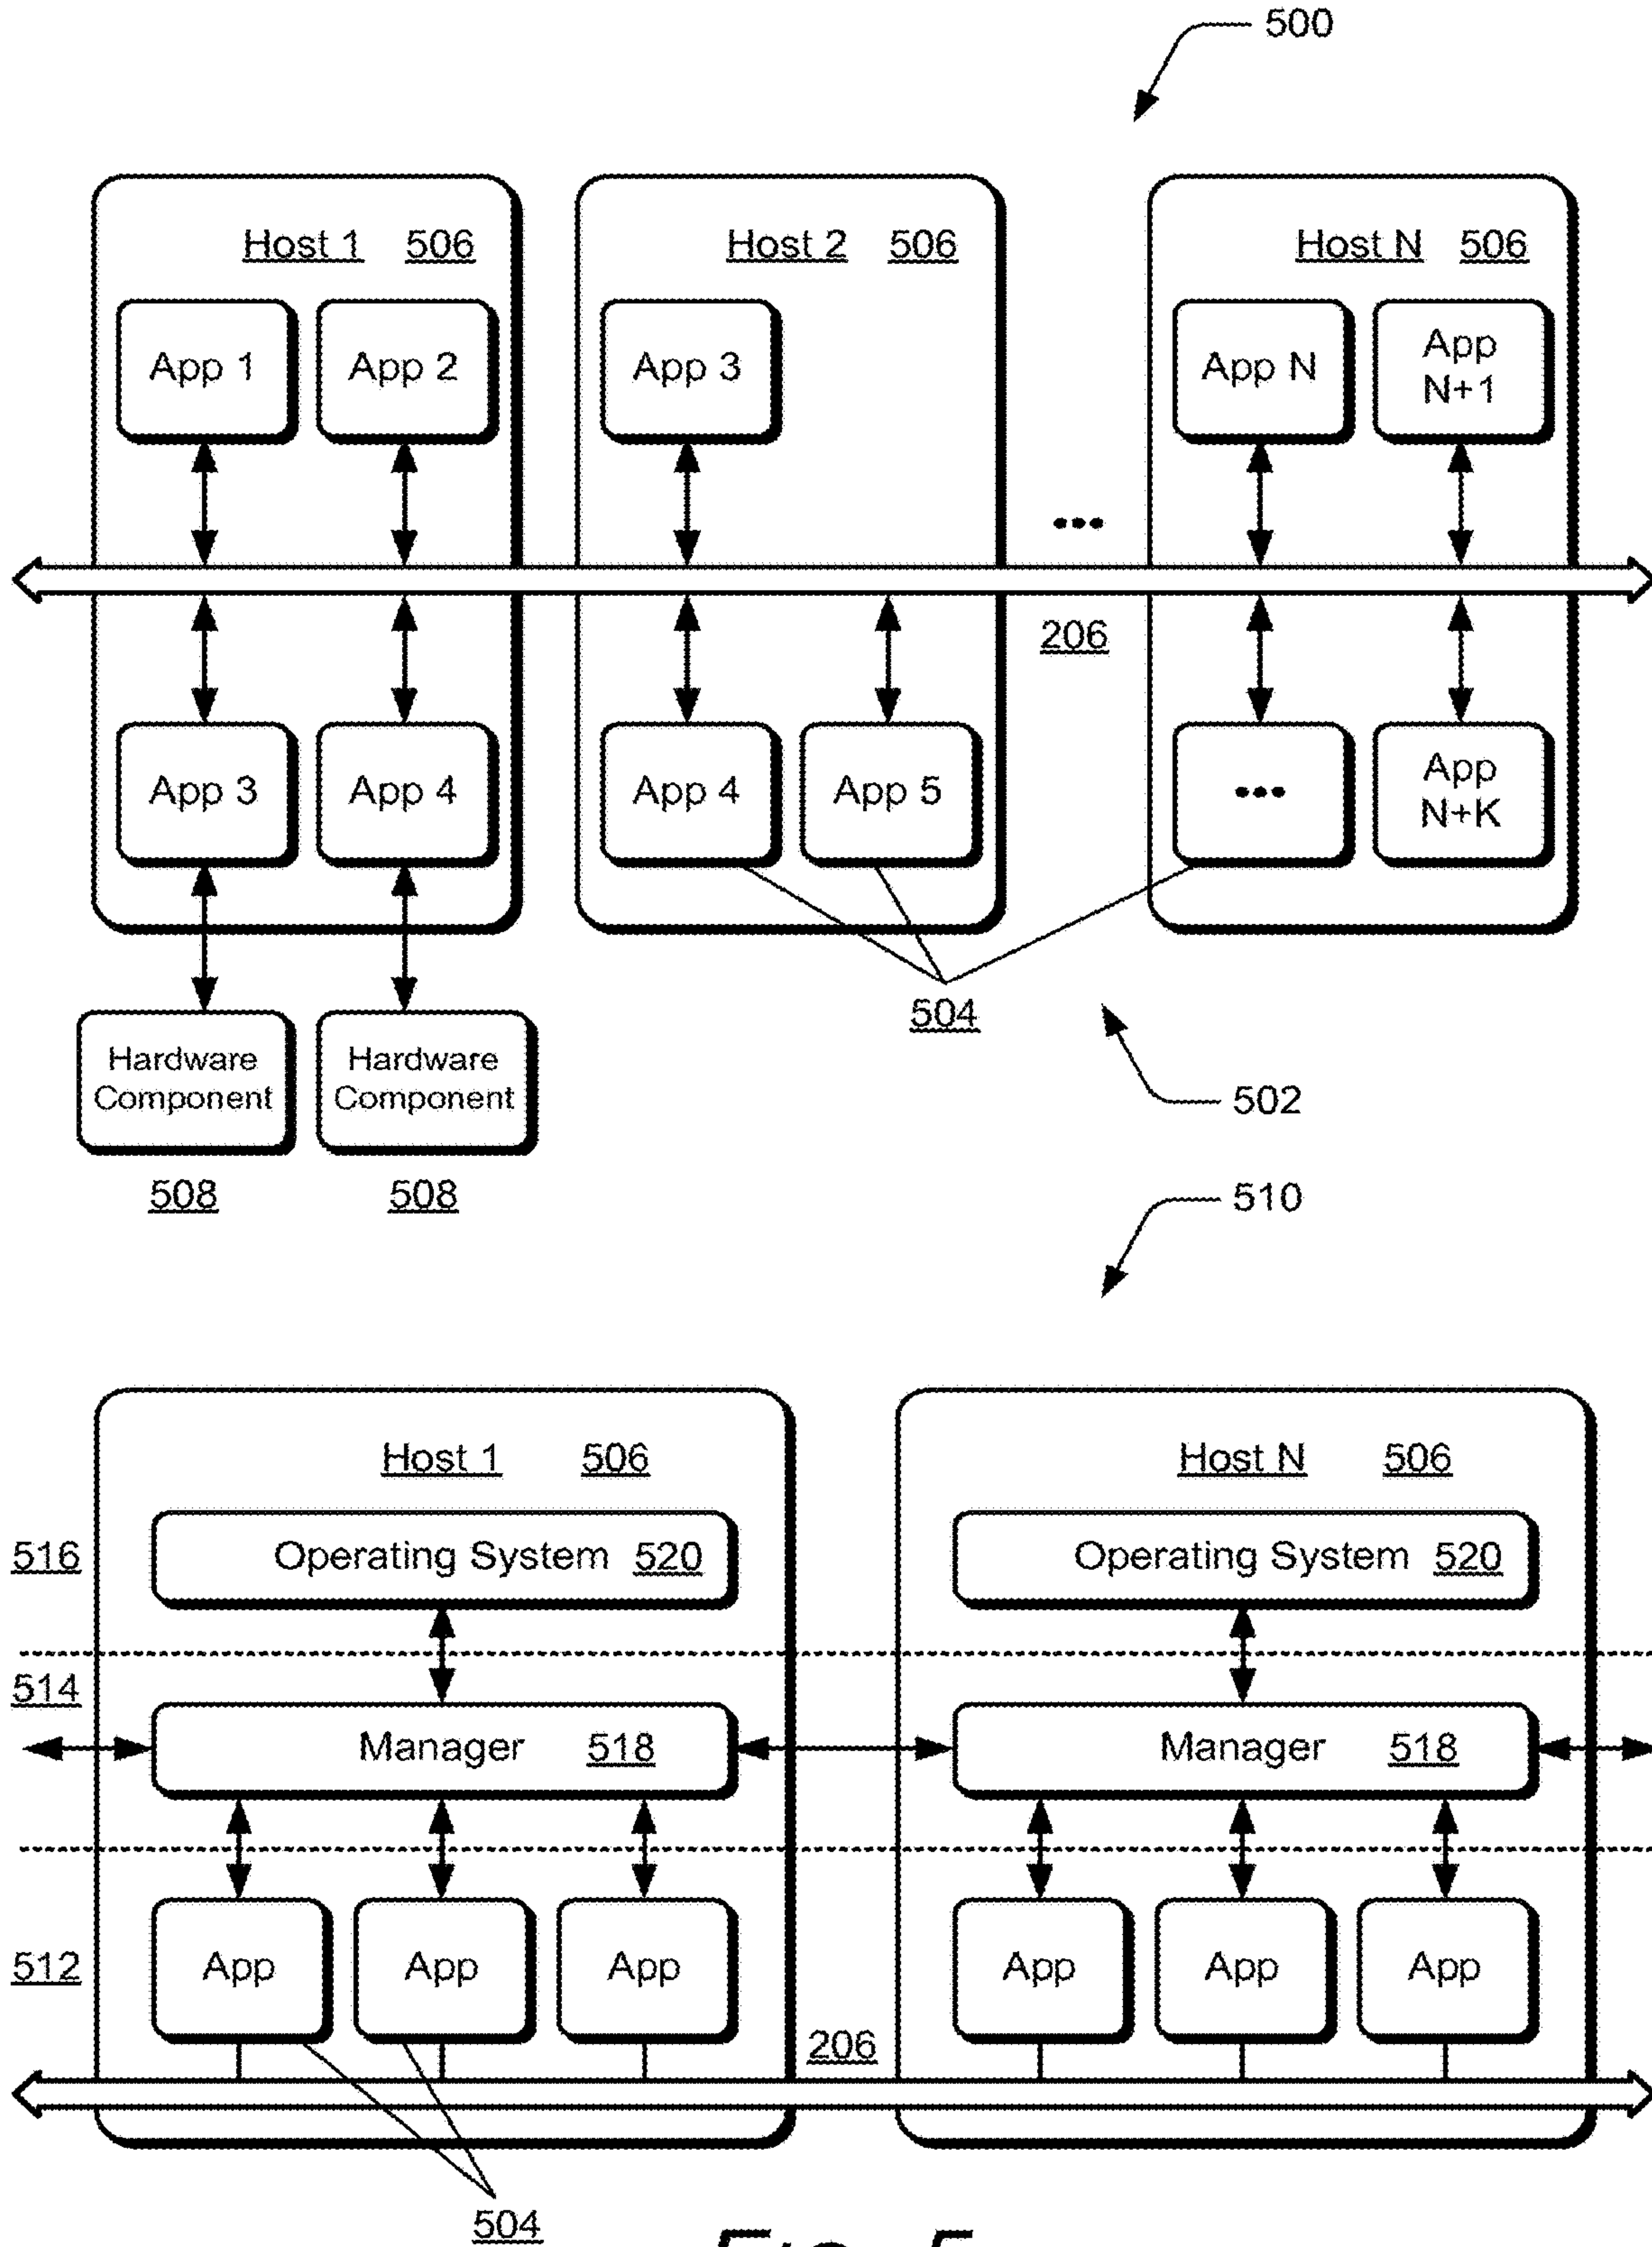 500
Host 1 506
Host 2 506
Host N 506
App 1
App 2
App 3
App N
App
N+1
...
206
App 3
App 4
App 4
App 5
...
App
N+K
504
Hardware
Component
Hardware
Component
502
508
508
510
Host 1 506
Host N 506
516
Operating System 520
Operating System 520
514
Manager 518
Manager 518
512
App
App
App
App
App
App
206
504